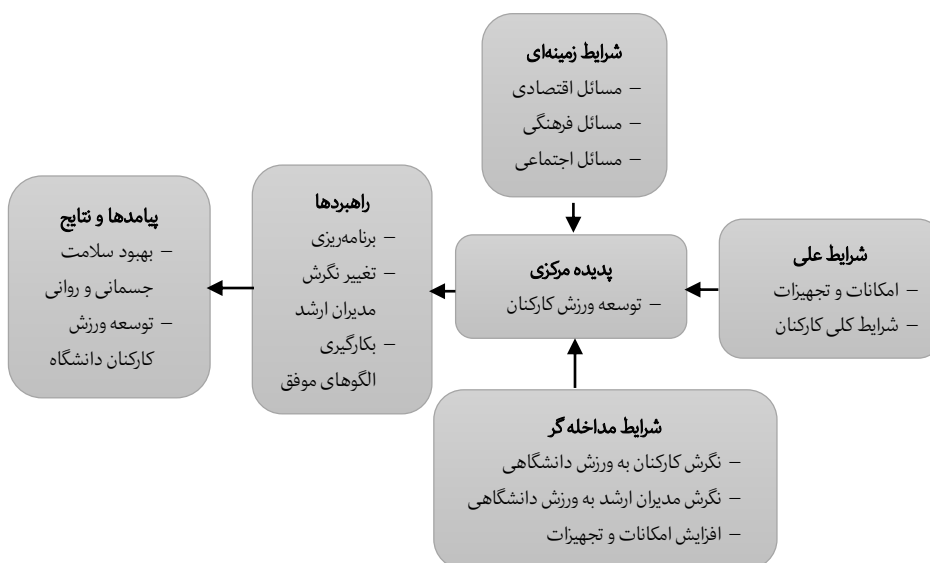 شرایط زمینه‌ای
– مسائل اقتصادی
– مسائل فرهنگی
– مسائل اجتماعی
شرایط علی
– امکانات و تجهیزات
– شرایط کلی کارکنان
پدیده مرکزی
– توسعه ورزش کارکنان
راهبردها
– برنامه‌ریزی
– تغییر نگرش
مدیران ارشد
– بکارگیری
الگوهای موفق
پیامدها و نتایج
– بهبود سلامت
جسمانی و روانی
– توسعه ورزش
کارکنان دانشگاه
شرایط مداخله گر
– نگرش کارکنان به ورزش دانشگاهی
– نگرش مدیران ارشد به ورزش دانشگاهی
– افزایش امکانات و تجهیزات